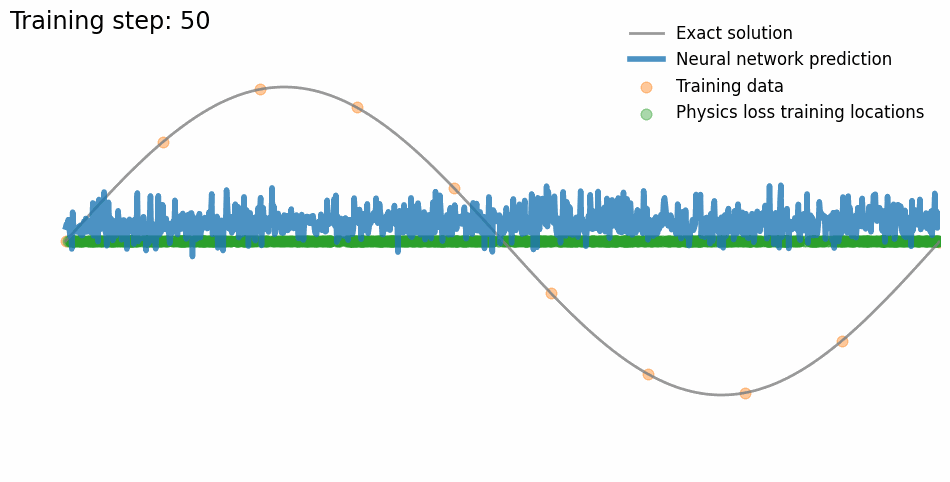 Training step: 50
Exact solution
Neural network prediction
Training data
Physics loss training locations